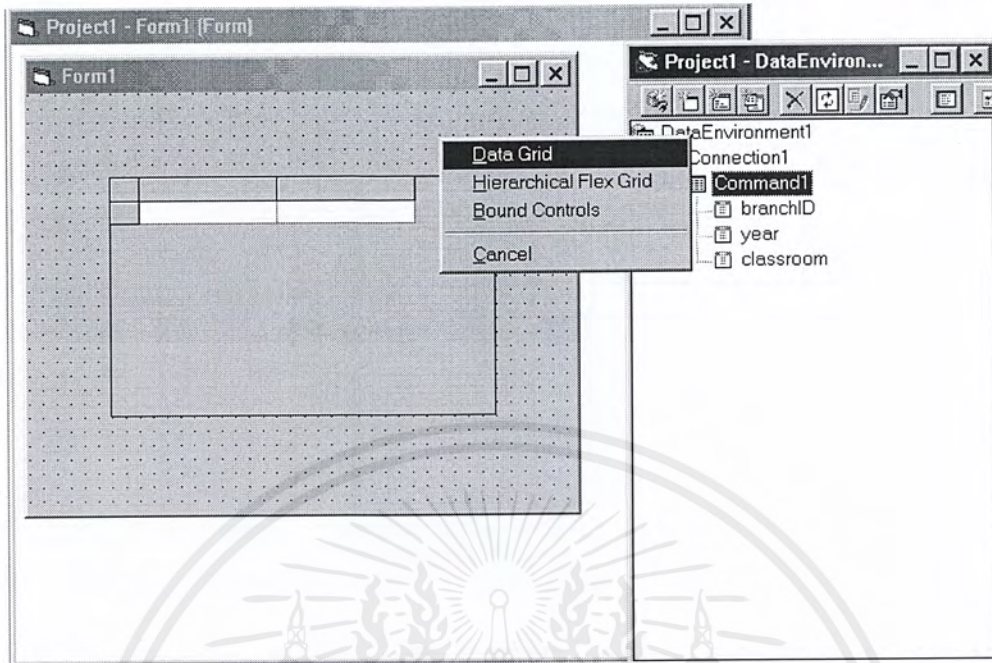 Project1 - Form1 (Form)
Form1
Data Grid
Hierarchical Flex Grid
Bound Controls
Cancel
Project1 - DataEnviron...
DataEnvironment1
Connection1
Command1
branchID
year
classroom